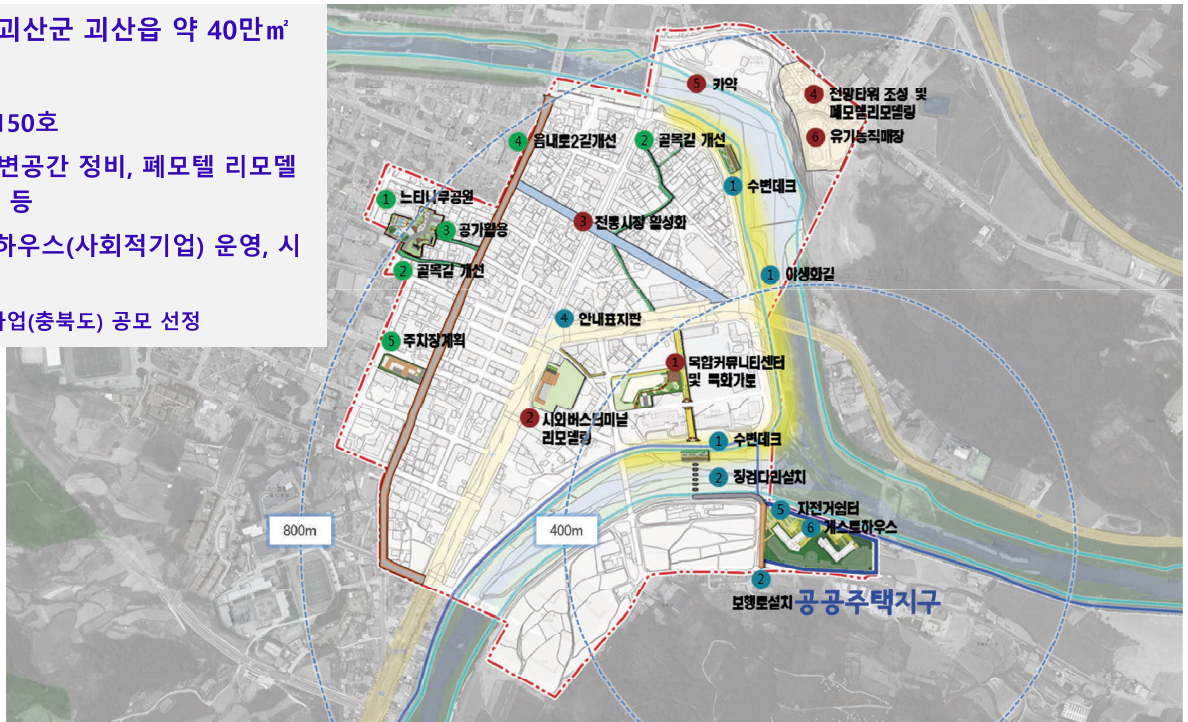 괴산군 괴산읍 약 40만㎡
150호
변공간 정비, 폐모텔 리모델
등
하우스(사회적기업) 운영, 시
사업(충북도) 공모 선정
5 카약
4 전망타워 조성 및
폐모텔리모델링
6 유기농직매장
4 읍내로2길개선
2 골목길 개선
1 수변데크
1 느티나무공원
3 공가활용
3 전통시장 활성화
2 골목길 개선
1 야생화길
4 안내표지판
5 주차장계획
1 복합커뮤니티센터
및 특화가로
2 시외버스터미널
리모델링
1 수변데크
2 징검다리설치
5 자전거쉼터
6 게스트하우스
800m
400m
2
보행로설치 공공주택지구